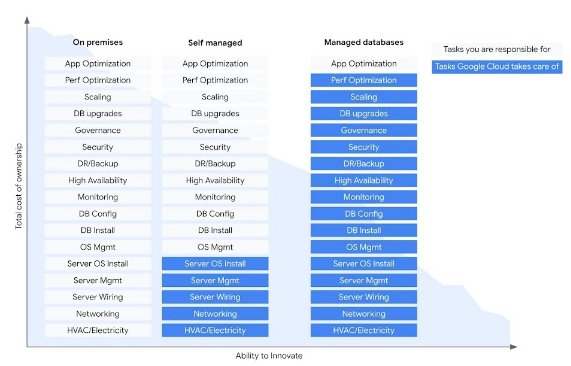 On premises
Self managed
Managed databases
Tasks you are responsible for
Tasks Google Cloud takes care of
App Optimization
App Optimization
App Optimization
Perf Optimization
Perf Optimization
Perf Optimization
Scaling
Scaling
Scaling
DB upgrades
DB upgrades
DB upgrades
Governance
Governance
Governance
Security
Security
Security
DR/Backup
DR/Backup
DR/Backup
High Availability
High Availability
High Availability
Monitoring
Monitoring
Monitoring
DB Config
DB Config
DB Config
DB Install
DB Install
DB Install
OS Mgmt
OS Mgmt
OS Mgmt
Server OS Install
Server OS Install
Server OS Install
Server Mgmt
Server Mgmt
Server Mgmt
Server Wiring
Server Wiring
Server Wiring
Networking
Networking
Networking
HVAC/Electricity
HVAC/Electricity
HVAC/Electricity
Total cost of ownership
Ability to Innovate